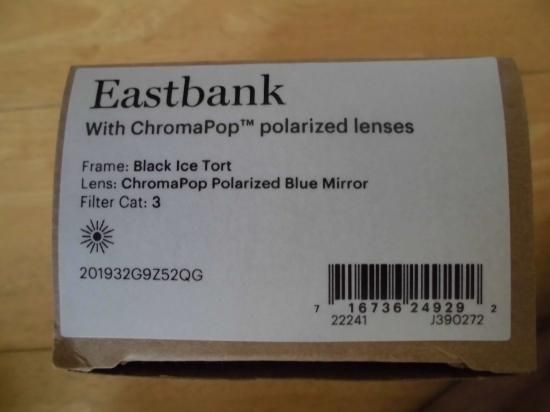 Eastbank
With ChromaPop™ polarized lenses
Frame: Black Ice Tort
Lens: ChromaPop Polarized Blue Mirror
Filter Cat: 3
201932G9Z52QG
7 16736 24929 2
22241 J390272